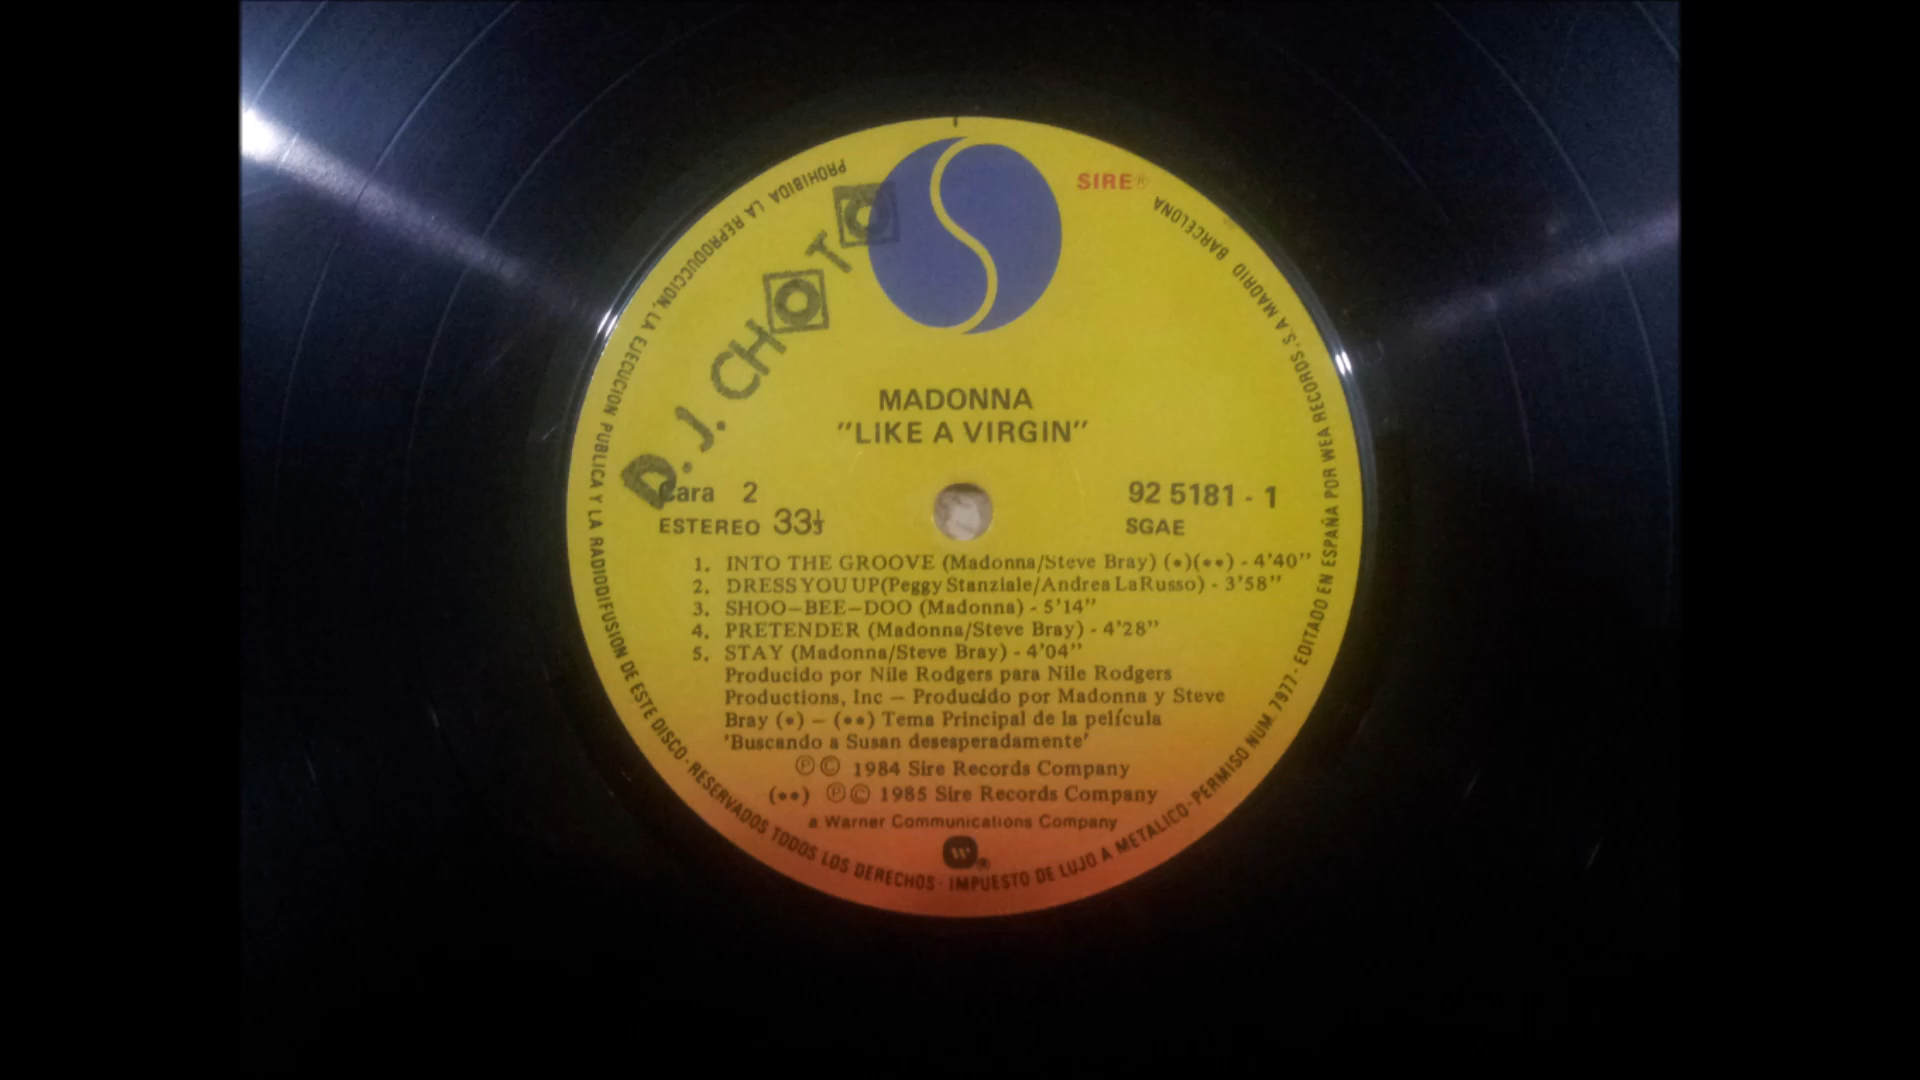 SIRE®
D.J. CHOTO
MADONNA
"LIKE A VIRGIN"
Cara 2
ESTEREO 33⅓
92 5181 - 1
SGAE
1. INTO THE GROOVE (Madonna/Steve Bray) (•)(••) - 4'40"
2. DRESS YOU UP(Peggy Stanziale/Andrea LaRusso) - 3'58"
3. SHOO-BEE-DOO (Madonna) - 5'14"
4. PRETENDER (Madonna/Steve Bray) - 4'28"
5. STAY (Madonna/Steve Bray) - 4'04"
Producido por Nile Rodgers para Nile Rodgers
Productions, Inc — Producido por Madonna y Steve
Bray (•) — (••) Tema Principal de la película
'Buscando a Susan desesperadamente'
℗ © 1984 Sire Records Company
(••) ℗ © 1985 Sire Records Company
a Warner Communications Company
PROHIBIDA LA REPRODUCCION, LA EJECUCION PUBLICA Y LA RADIODIFUSION DE ESTE DISCO - RESERVADOS TODOS LOS DERECHOS - IMPUESTO DE LUJO A METALICO - PERMISO NUM. 7977 - EDITADO EN ESPAÑA POR WEA RECORDS, S.A MADRID BARCELONA